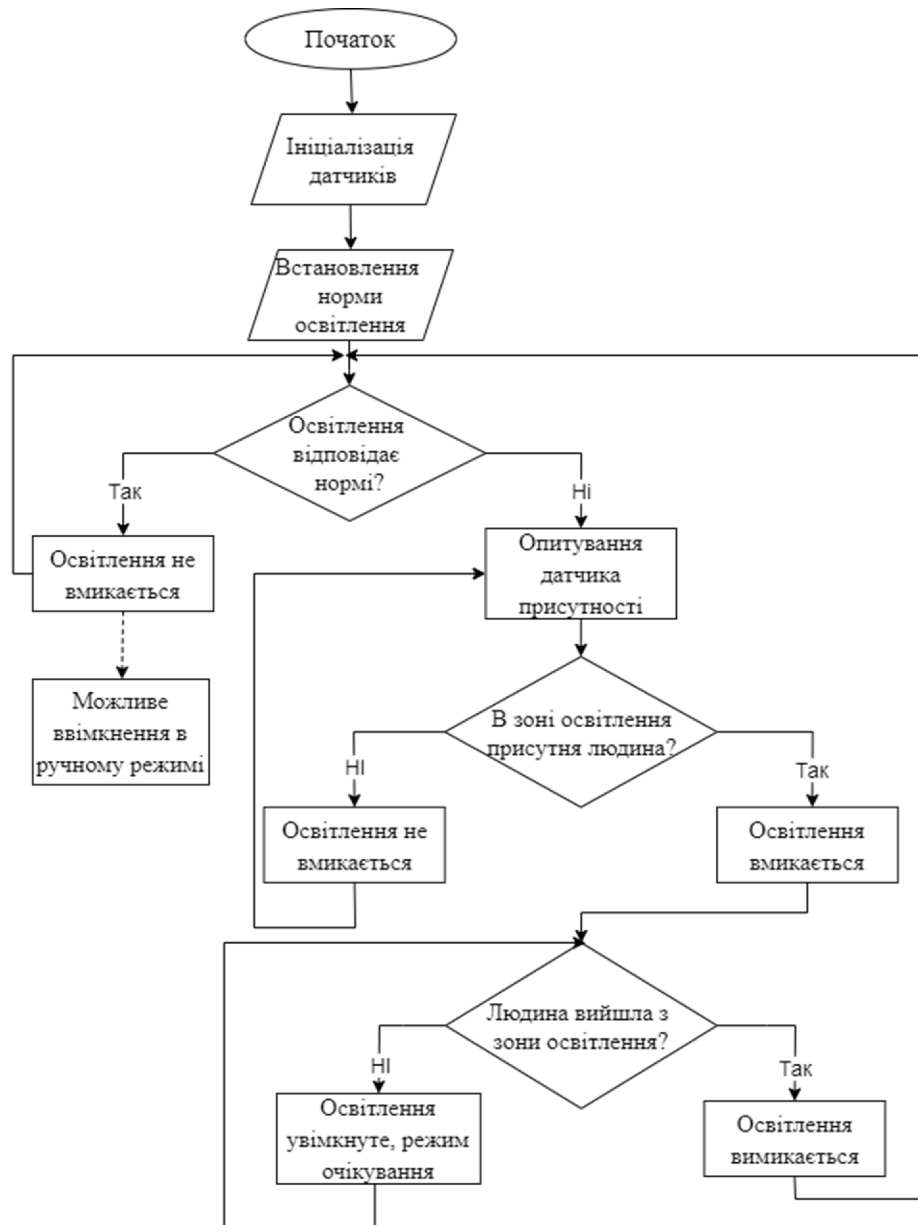 Початок
Ініціалізація
датчиків
Встановлення
норми
освітлення
Освітлення
відповідає
нормі?
Так
Ні
Освітлення не
вмикається
Опитування
датчика
присутності
Можливе
ввімкнення в
ручному режимі
В зоні освітлення
присутня людина?
НІ
Так
Освітлення не
вмикається
Освітлення
вмикається
Людина вийшла з
зони освітлення?
НІ
Так
Освітлення
увімкнуте, режим
очікування
Освітлення
вимикається